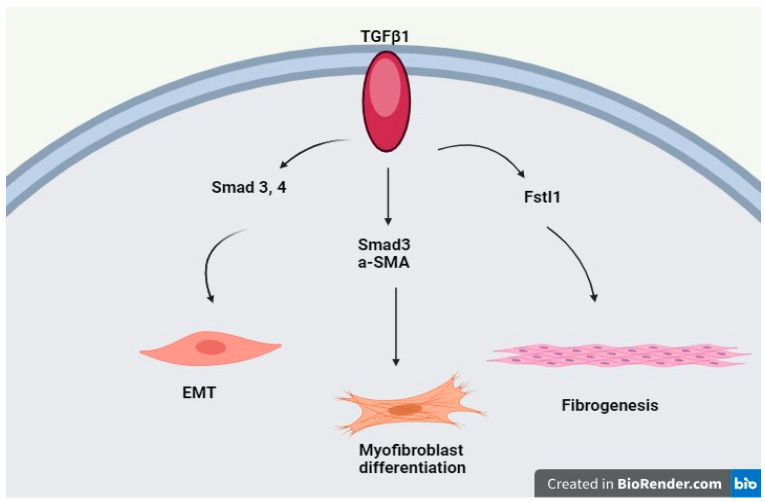 TGFβ1
Smad 3, 4
Fstl1
Smad3
a-SMA
EMT
Fibrogenesis
Myofibroblast
differentiation
Created in BioRender.com bio